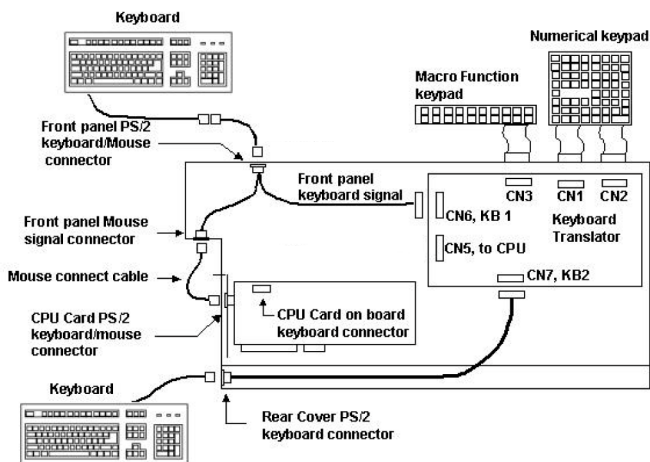 Keyboard
Numerical keypad
Macro Function
keypad
Front panel PS/2
keyboard/Mouse
connector
Front panel
keyboard signal
CN3
CN1
CN2
CN6, KB 1
Keyboard
Translator
Front panel Mouse
signal connector
CN5, to CPU
Mouse connect cable
CN7, KB2
CPU Card PS/2
keyboard/mouse
connector
CPU Card on board
keyboard connector
Keyboard
Rear Cover PS/2
keyboard connector